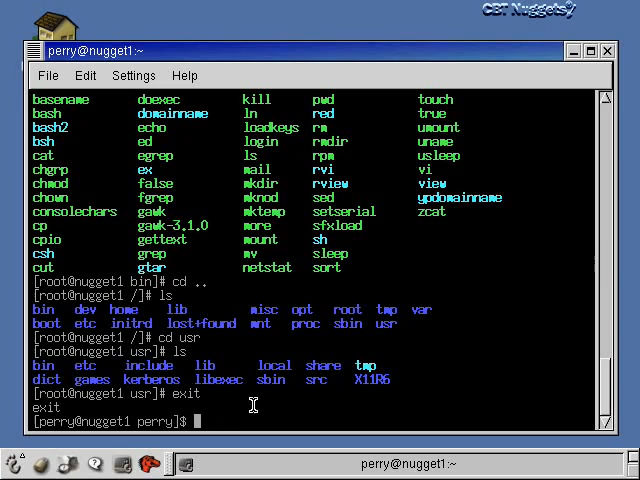 CBT Nuggets
perry@nugget1:~
File Edit Settings Help
basename doexec kill pwd touch
bash domainname ln red true
bash2 echo loadkeys rm umount
bsh ed login rmdir uname
cat egrep ls rpm usleep
chgrp ex mail rvi vi
chmod false mkdir rview view
chown fgrep mknod sed ypdomainname
consolechars gawk mktemp setserial zcat
cp gawk-3.1.0 more sfxload
cpio gettext mount sh
csh grep mv sleep
cut gtar netstat sort
[root@nugget1 bin]# cd ..
[root@nugget1 /]# ls
bin dev home lib misc opt root tmp var
boot etc initrd lost+found mnt proc sbin usr
[root@nugget1 /]# cd usr
[root@nugget1 usr]# ls
bin etc include lib local share tmp
dict games kerberos libexec sbin src X11R6
[root@nugget1 usr]# exit
exit
[perry@nugget1 perry]$
perry@nugget1:~